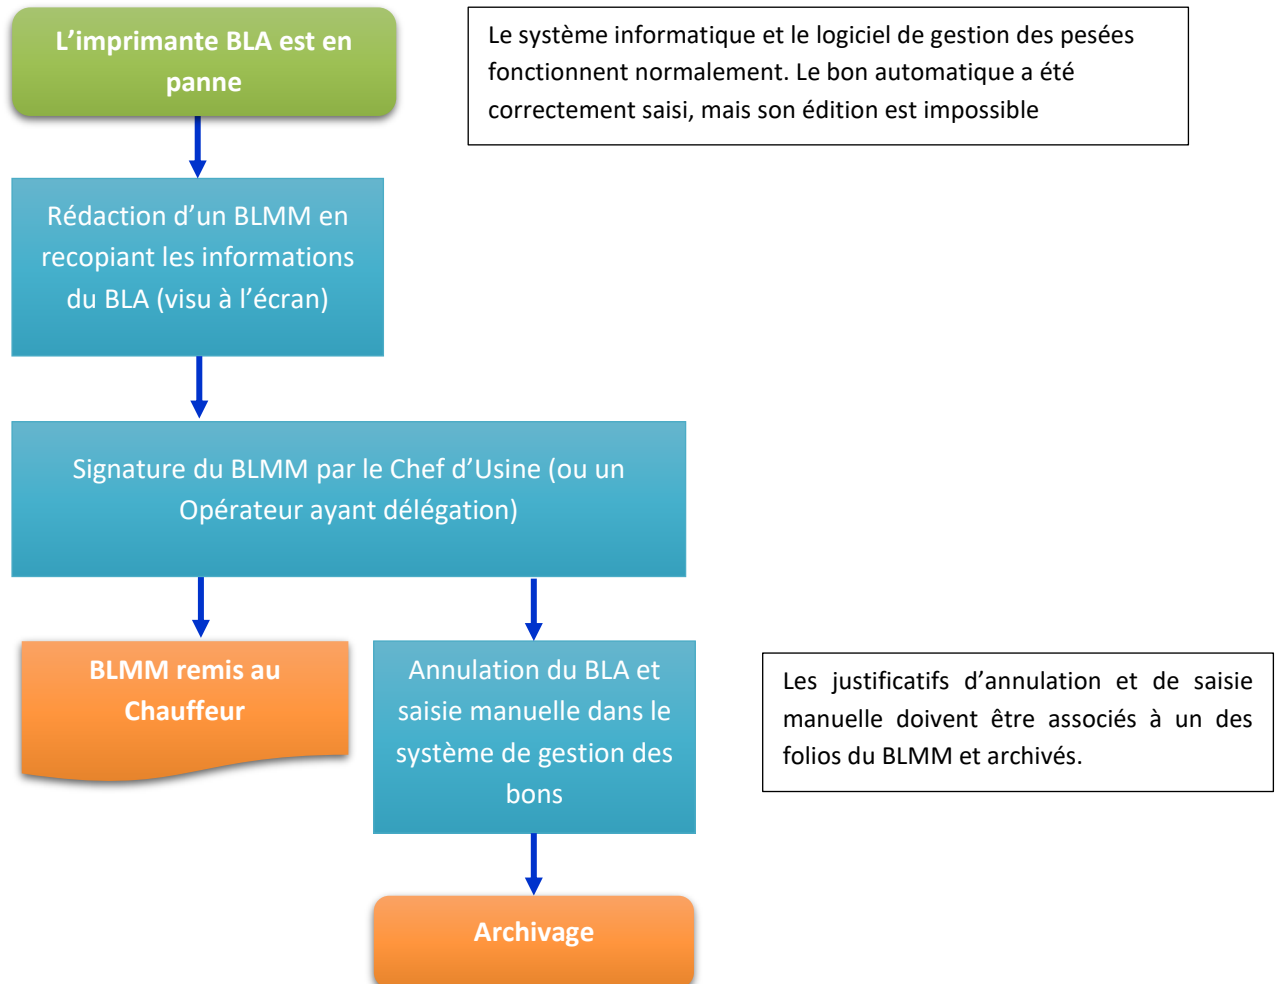 L’imprimante BLA est en
panne
Le système informatique et le logiciel de gestion des pesées
fonctionnent normalement. Le bon automatique a été
correctement saisi, mais son édition est impossible
Rédaction d’un BLMM en
recopiant les informations
du BLA (visu à l’écran)
Signature du BLMM par le Chef d’Usine (ou un
Opérateur ayant délégation)
BLMM remis au
Chauffeur
Annulation du BLA et
saisie manuelle dans le
système de gestion des
bons
Les justificatifs d’annulation et de saisie
manuelle doivent être associés à un des
folios du BLMM et archivés.
Archivage